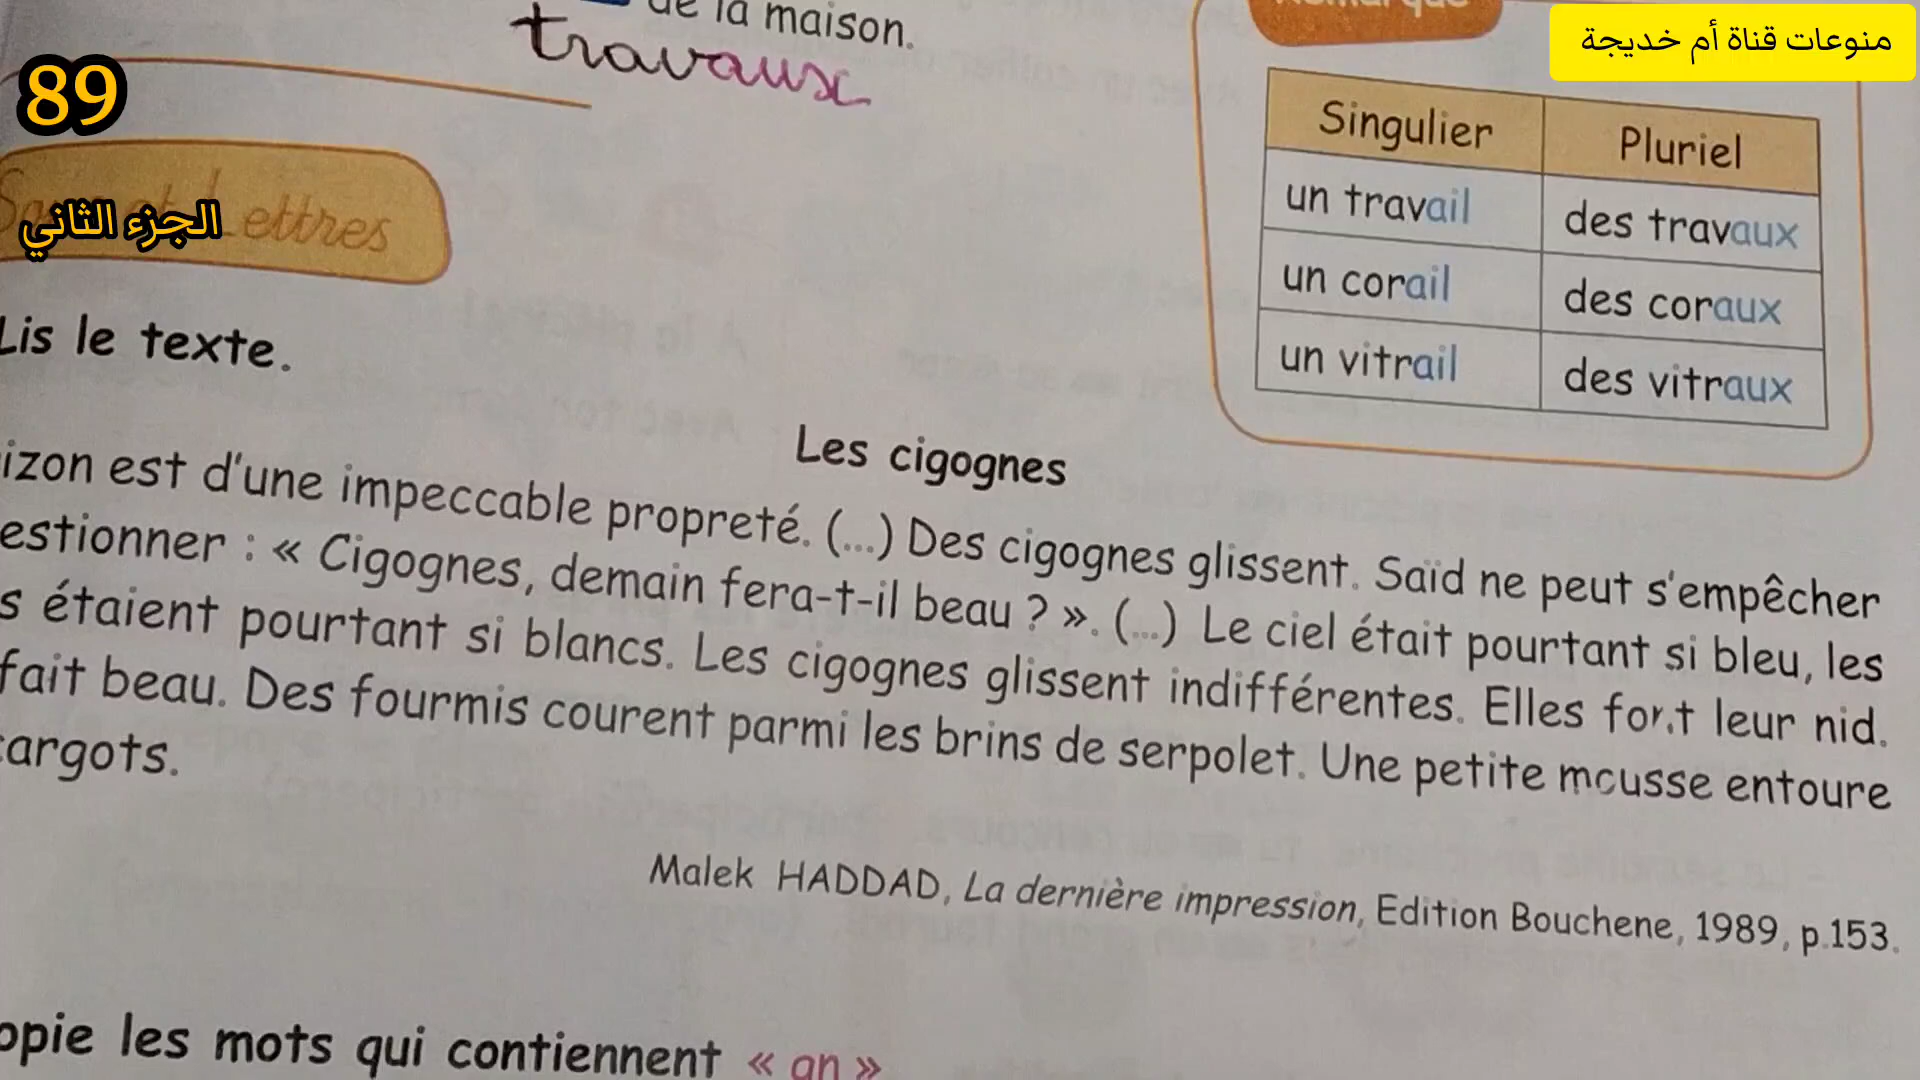 de la maison.
travaux
منوعات قناة أم خديجة
89
Singulier Pluriel
un travail des travaux
un corail des coraux
un vitrail des vitraux
الجزء الثاني
Lettres
Lis le texte.
Les cigognes
izon est d'une impeccable propreté. (...) Des cigognes glissent. Saïd ne peut s'empêcher
estionner : « Cigognes, demain fera-t-il beau ? ». (...) Le ciel était pourtant si bleu, les
s étaient pourtant si blancs. Les cigognes glissent indifférentes. Elles font leur nid.
fait beau. Des fourmis courent parmi les brins de serpolet. Une petite mousse entoure
cargots.
Malek HADDAD, La dernière impression, Edition Bouchene, 1989, p.153.
opie les mots qui contiennent « an »